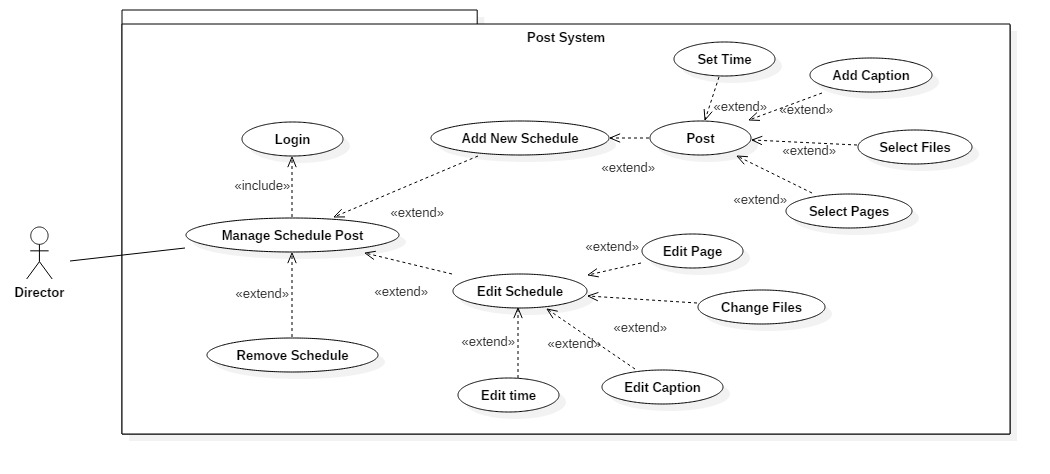 Post System
Set Time
Add Caption
«extend»
«extend»
Login
Add New Schedule
Post
Select Files
«extend»
«extend»
«include»
«extend»
Select Pages
«extend»
Manage Schedule Post
«extend»
Edit Page
Director
«extend»
«extend»
Edit Schedule
Change Files
«extend»
«extend»
«extend»
Remove Schedule
Edit time
Edit Caption